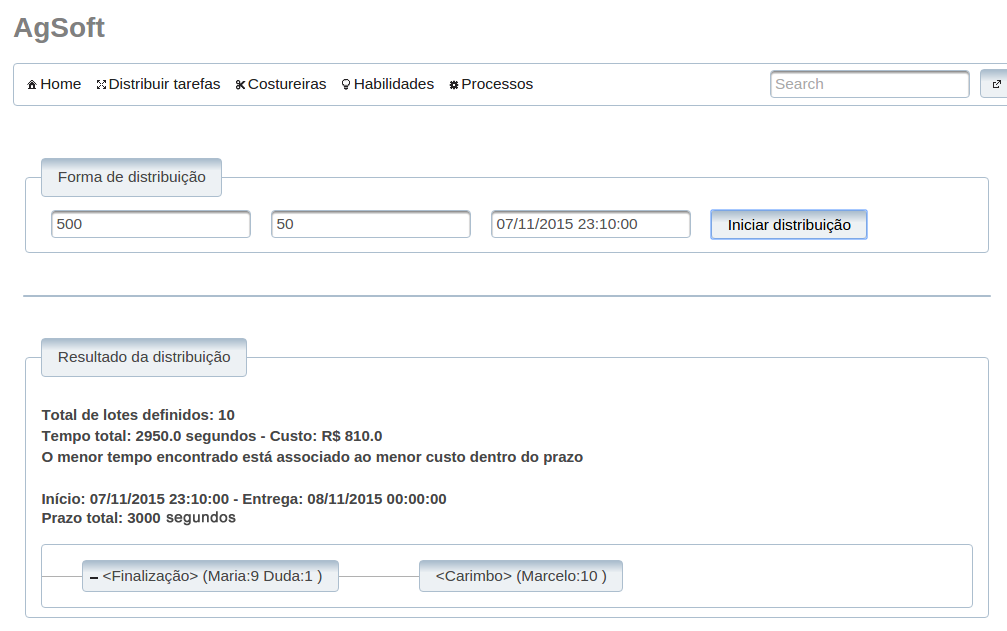 AgSoft
Home Distribuir tarefas Costureiras Habilidades Processos Search
Forma de distribuição
500 50 07/11/2015 23:10:00 Iniciar distribuição
Resultado da distribuição
Total de lotes definidos: 10
Tempo total: 2950.0 segundos - Custo: R$ 810.0
O menor tempo encontrado está associado ao menor custo dentro do prazo
Início: 07/11/2015 23:10:00 - Entrega: 08/11/2015 00:00:00
Prazo total: 3000 segundos
<Finalização> (Maria:9 Duda:1 ) <Carimbo> (Marcelo:10 )